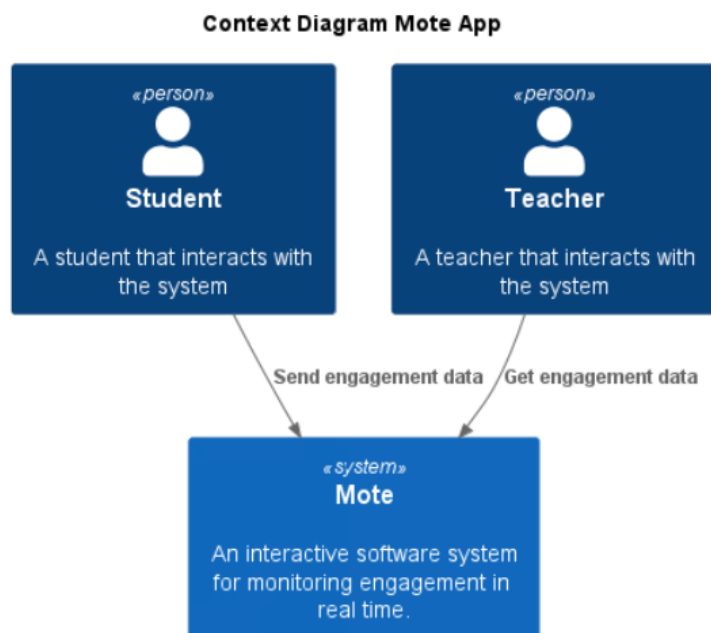 Context Diagram Mote App
«person»
Student
A student that interacts with
the system
«person»
Teacher
A teacher that interacts with
the system
Send engagement data
Get engagement data
«system»
Mote
An interactive software system
for monitoring engagement in
real time.